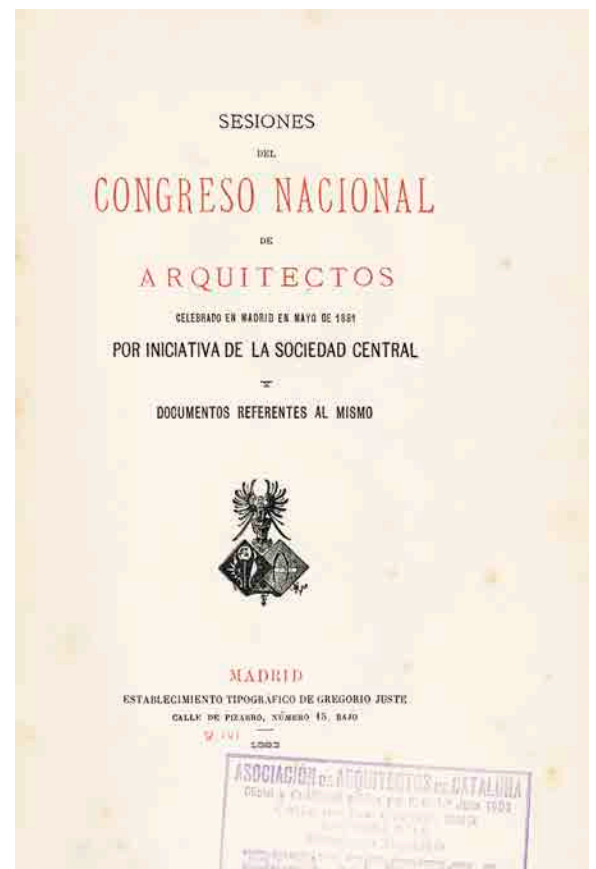 SESIONES
DEL
CONGRESO NACIONAL
DE
ARQUITECTOS
CELEBRADO EN MADRID EN MAYO DE 1881
POR INICIATIVA DE LA SOCIEDAD CENTRAL
Y
DOCUMENTOS REFERENTES AL MISMO
MADRID
ESTABLECIMIENTO TIPOGRÁFICO DE GREGORIO JUSTE
CALLE DE PIZARRO, NÚMERO 15, BAJO
1883
ASOCIACIÓN DE ARQUITECTOS DE CATALUÑA